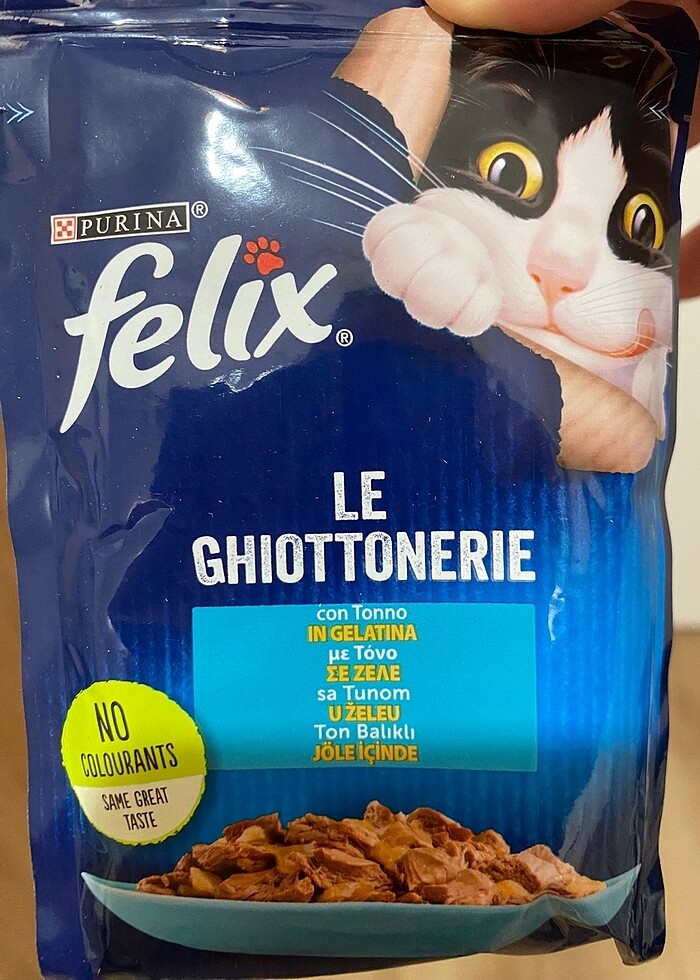 PURINA®
felix®
LE
GHIOTTONERIE
con Tonno
IN GELATINA
με Τόνο
ΣΕ ΖΕΛΕ
sa Tunom
U ŽELEU
Ton Balıklı
JÖLE İÇİNDE
NO
COLOURANTS
SAME GREAT
TASTE